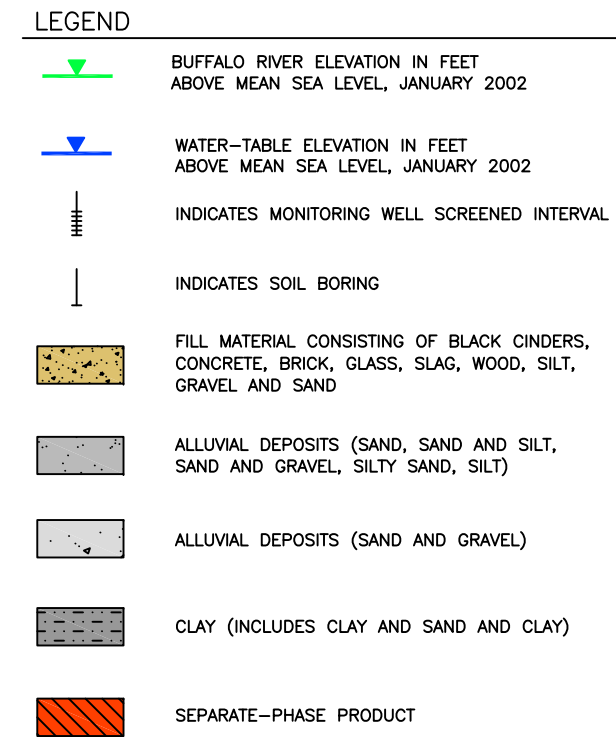 LEGEND
BUFFALO RIVER ELEVATION IN FEET
ABOVE MEAN SEA LEVEL, JANUARY 2002
WATER-TABLE ELEVATION IN FEET
ABOVE MEAN SEA LEVEL, JANUARY 2002
INDICATES MONITORING WELL SCREENED INTERVAL
INDICATES SOIL BORING
FILL MATERIAL CONSISTING OF BLACK CINDERS,
CONCRETE, BRICK, GLASS, SLAG, WOOD, SILT,
GRAVEL AND SAND
ALLUVIAL DEPOSITS (SAND, SAND AND SILT,
SAND AND GRAVEL, SILTY SAND, SILT)
ALLUVIAL DEPOSITS (SAND AND GRAVEL)
CLAY (INCLUDES CLAY AND SAND AND CLAY)
SEPARATE-PHASE PRODUCT